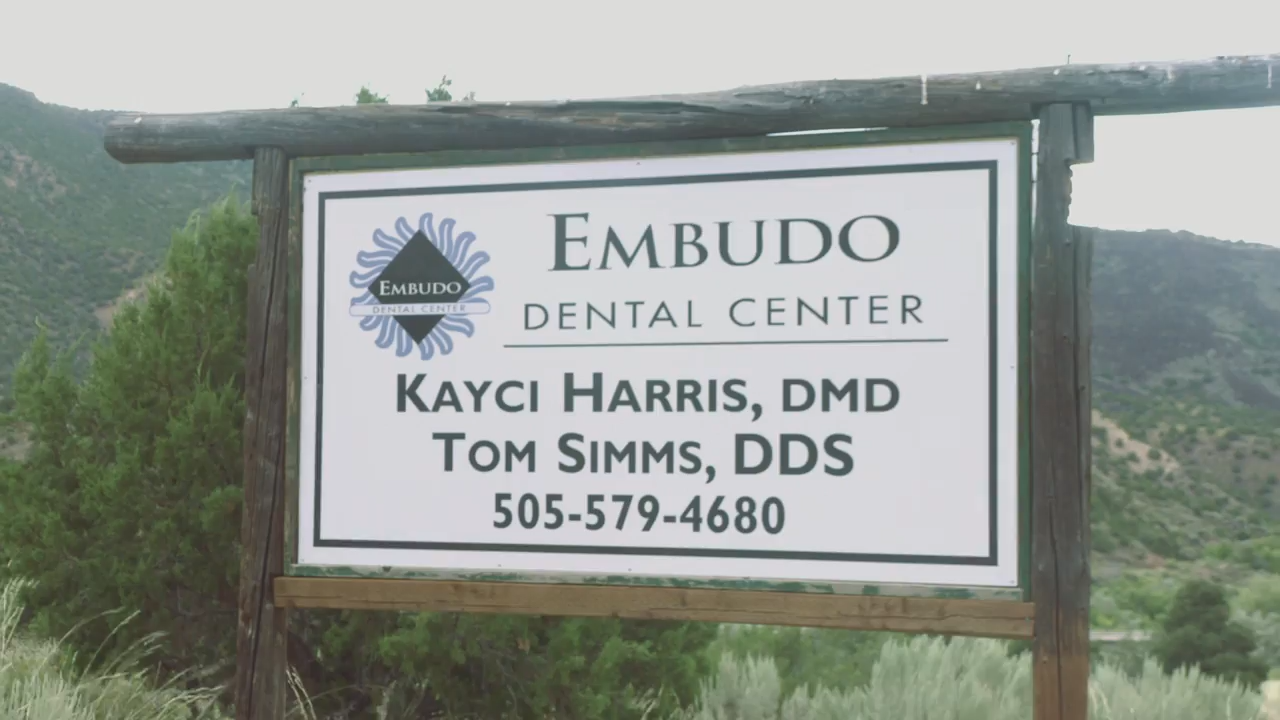 EMBUDO
DENTAL CENTER
EMBUDO
DENTAL CENTER
KAYCI HARRIS, DMD
TOM SIMMS, DDS
505-579-4680